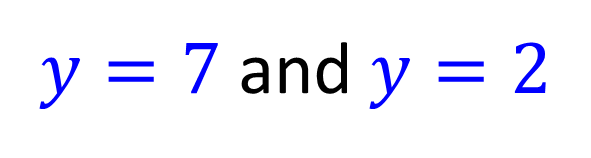 y = 7 and y = 2